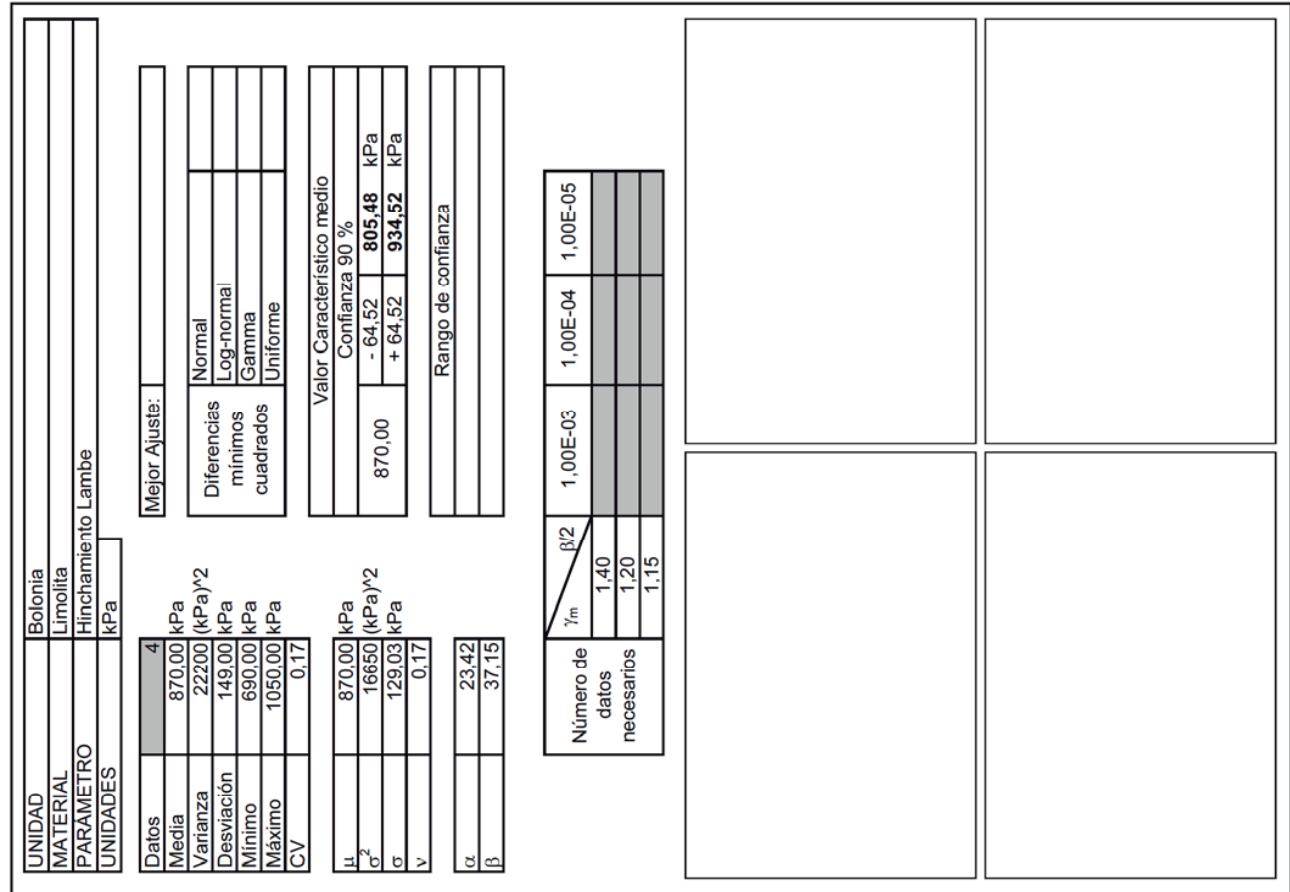 UNIDAD Bolonia
MATERIAL Limolita
PARÁMETRO Hinchamiento Lambe
UNIDADES kPa
Datos 4
Media 870,00 kPa
Varianza 22200 (kPa)^2
Desviación 149,00 kPa
Mínimo 690,00 kPa
Máximo 1050,00 kPa
CV 0,17
μ 870,00 kPa
σ² 16650 (kPa)^2
σ 129,03 kPa
ν 0,17
α 23,42
β 37,15
Mejor Ajuste:
Diferencias
mínimos
cuadrados
Normal
Log-normal
Gamma
Uniforme
Valor Característico medio
Confianza 90 %
870,00
- 64,52 805,48 kPa
+ 64,52 934,52 kPa
Rango de confianza
Número de
datos
necesarios
γm β/2 1,00E-03 1,00E-04 1,00E-05
1,40
1,20
1,15